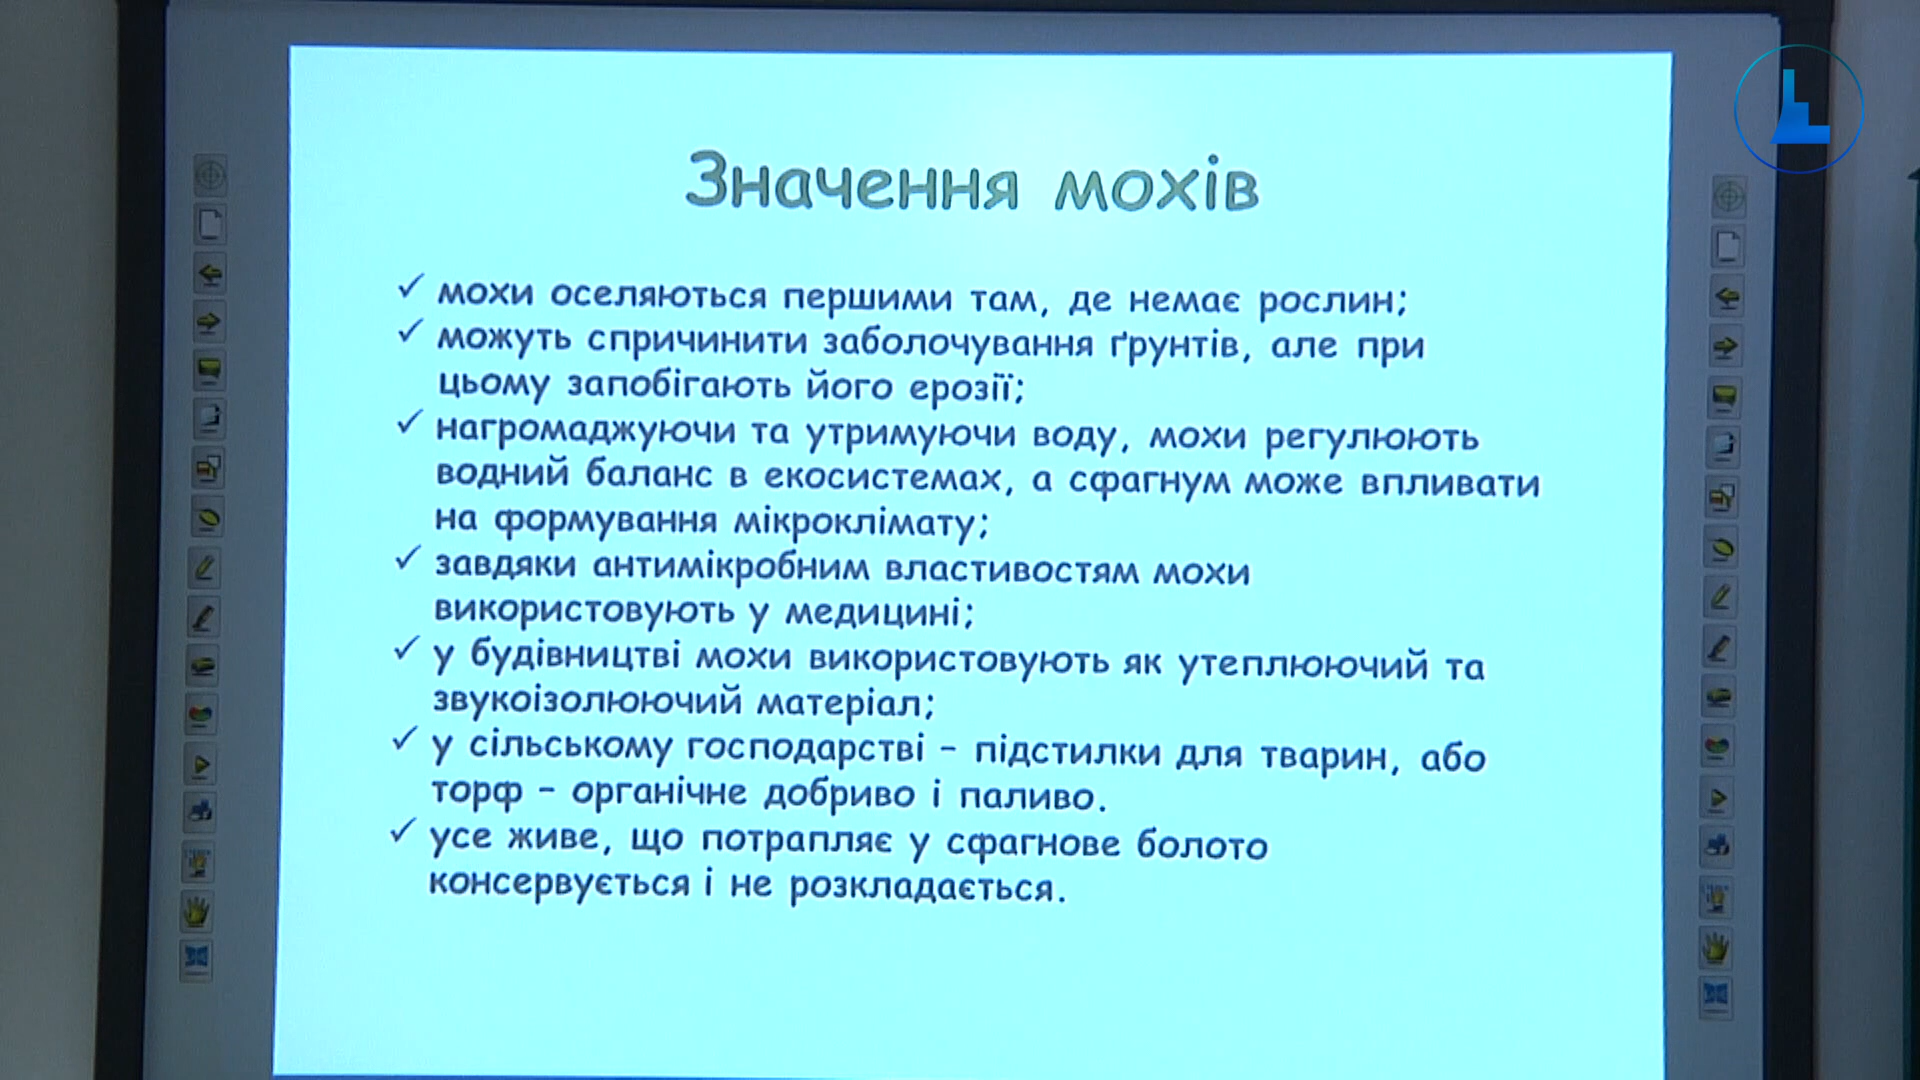 Значення мохів
✓ мохи оселяються першими там, де немає рослин;
✓ можуть спричинити заболочування ґрунтів, але при
цьому запобігають його ерозії;
✓ нагромаджуючи та утримуючи воду, мохи регулюють
водний баланс в екосистемах, а сфагнум може впливати
на формування мікроклімату;
✓ завдяки антимікробним властивостям мохи
використовують у медицині;
✓ у будівництві мохи використовують як утеплюючий та
звукоізолюючий матеріал;
✓ у сільському господарстві – підстилки для тварин, або
торф – органічне добриво і паливо.
✓ усе живе, що потрапляє у сфагнове болото
консервується і не розкладається.